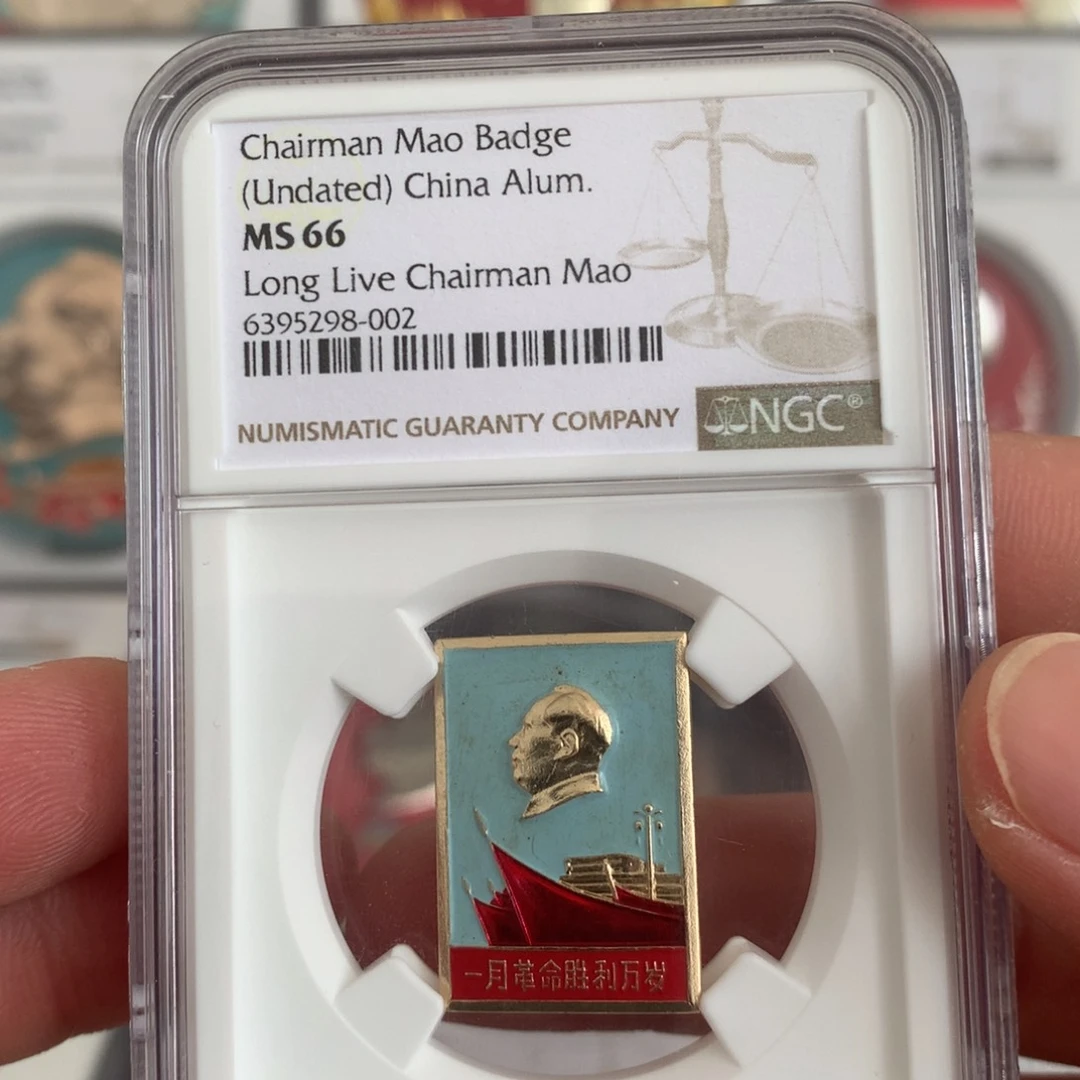 Chairman Mao Badge
(Undated) China Alum.
MS 66
Long Live Chairman Mao
6395298-002
NUMISMATIC GUARANTY COMPANY
NGC®
一月革命胜利万岁